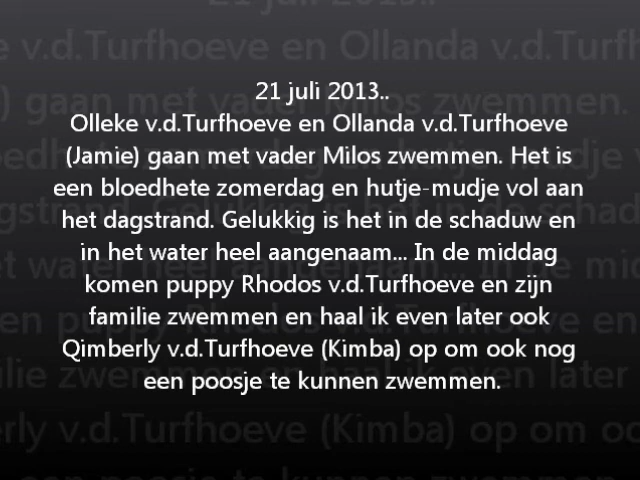 21 juli 2013..
Olleke v.d.Turfhoeve en Ollanda v.d.Turfhoeve
(Jamie) gaan met vader Milos zwemmen. Het is
een bloedhete zomerdag en hutje-mudje vol aan
het dagstrand. Gelukkig is het in de schaduw en
in het water heel aangenaam... In de middag
komen puppy Rhodos v.d.Turfhoeve en zijn
familie zwemmen en haal ik even later ook
Qimberly v.d.Turfhoeve (Kimba) op om ook nog
een poosje te kunnen zwemmen.